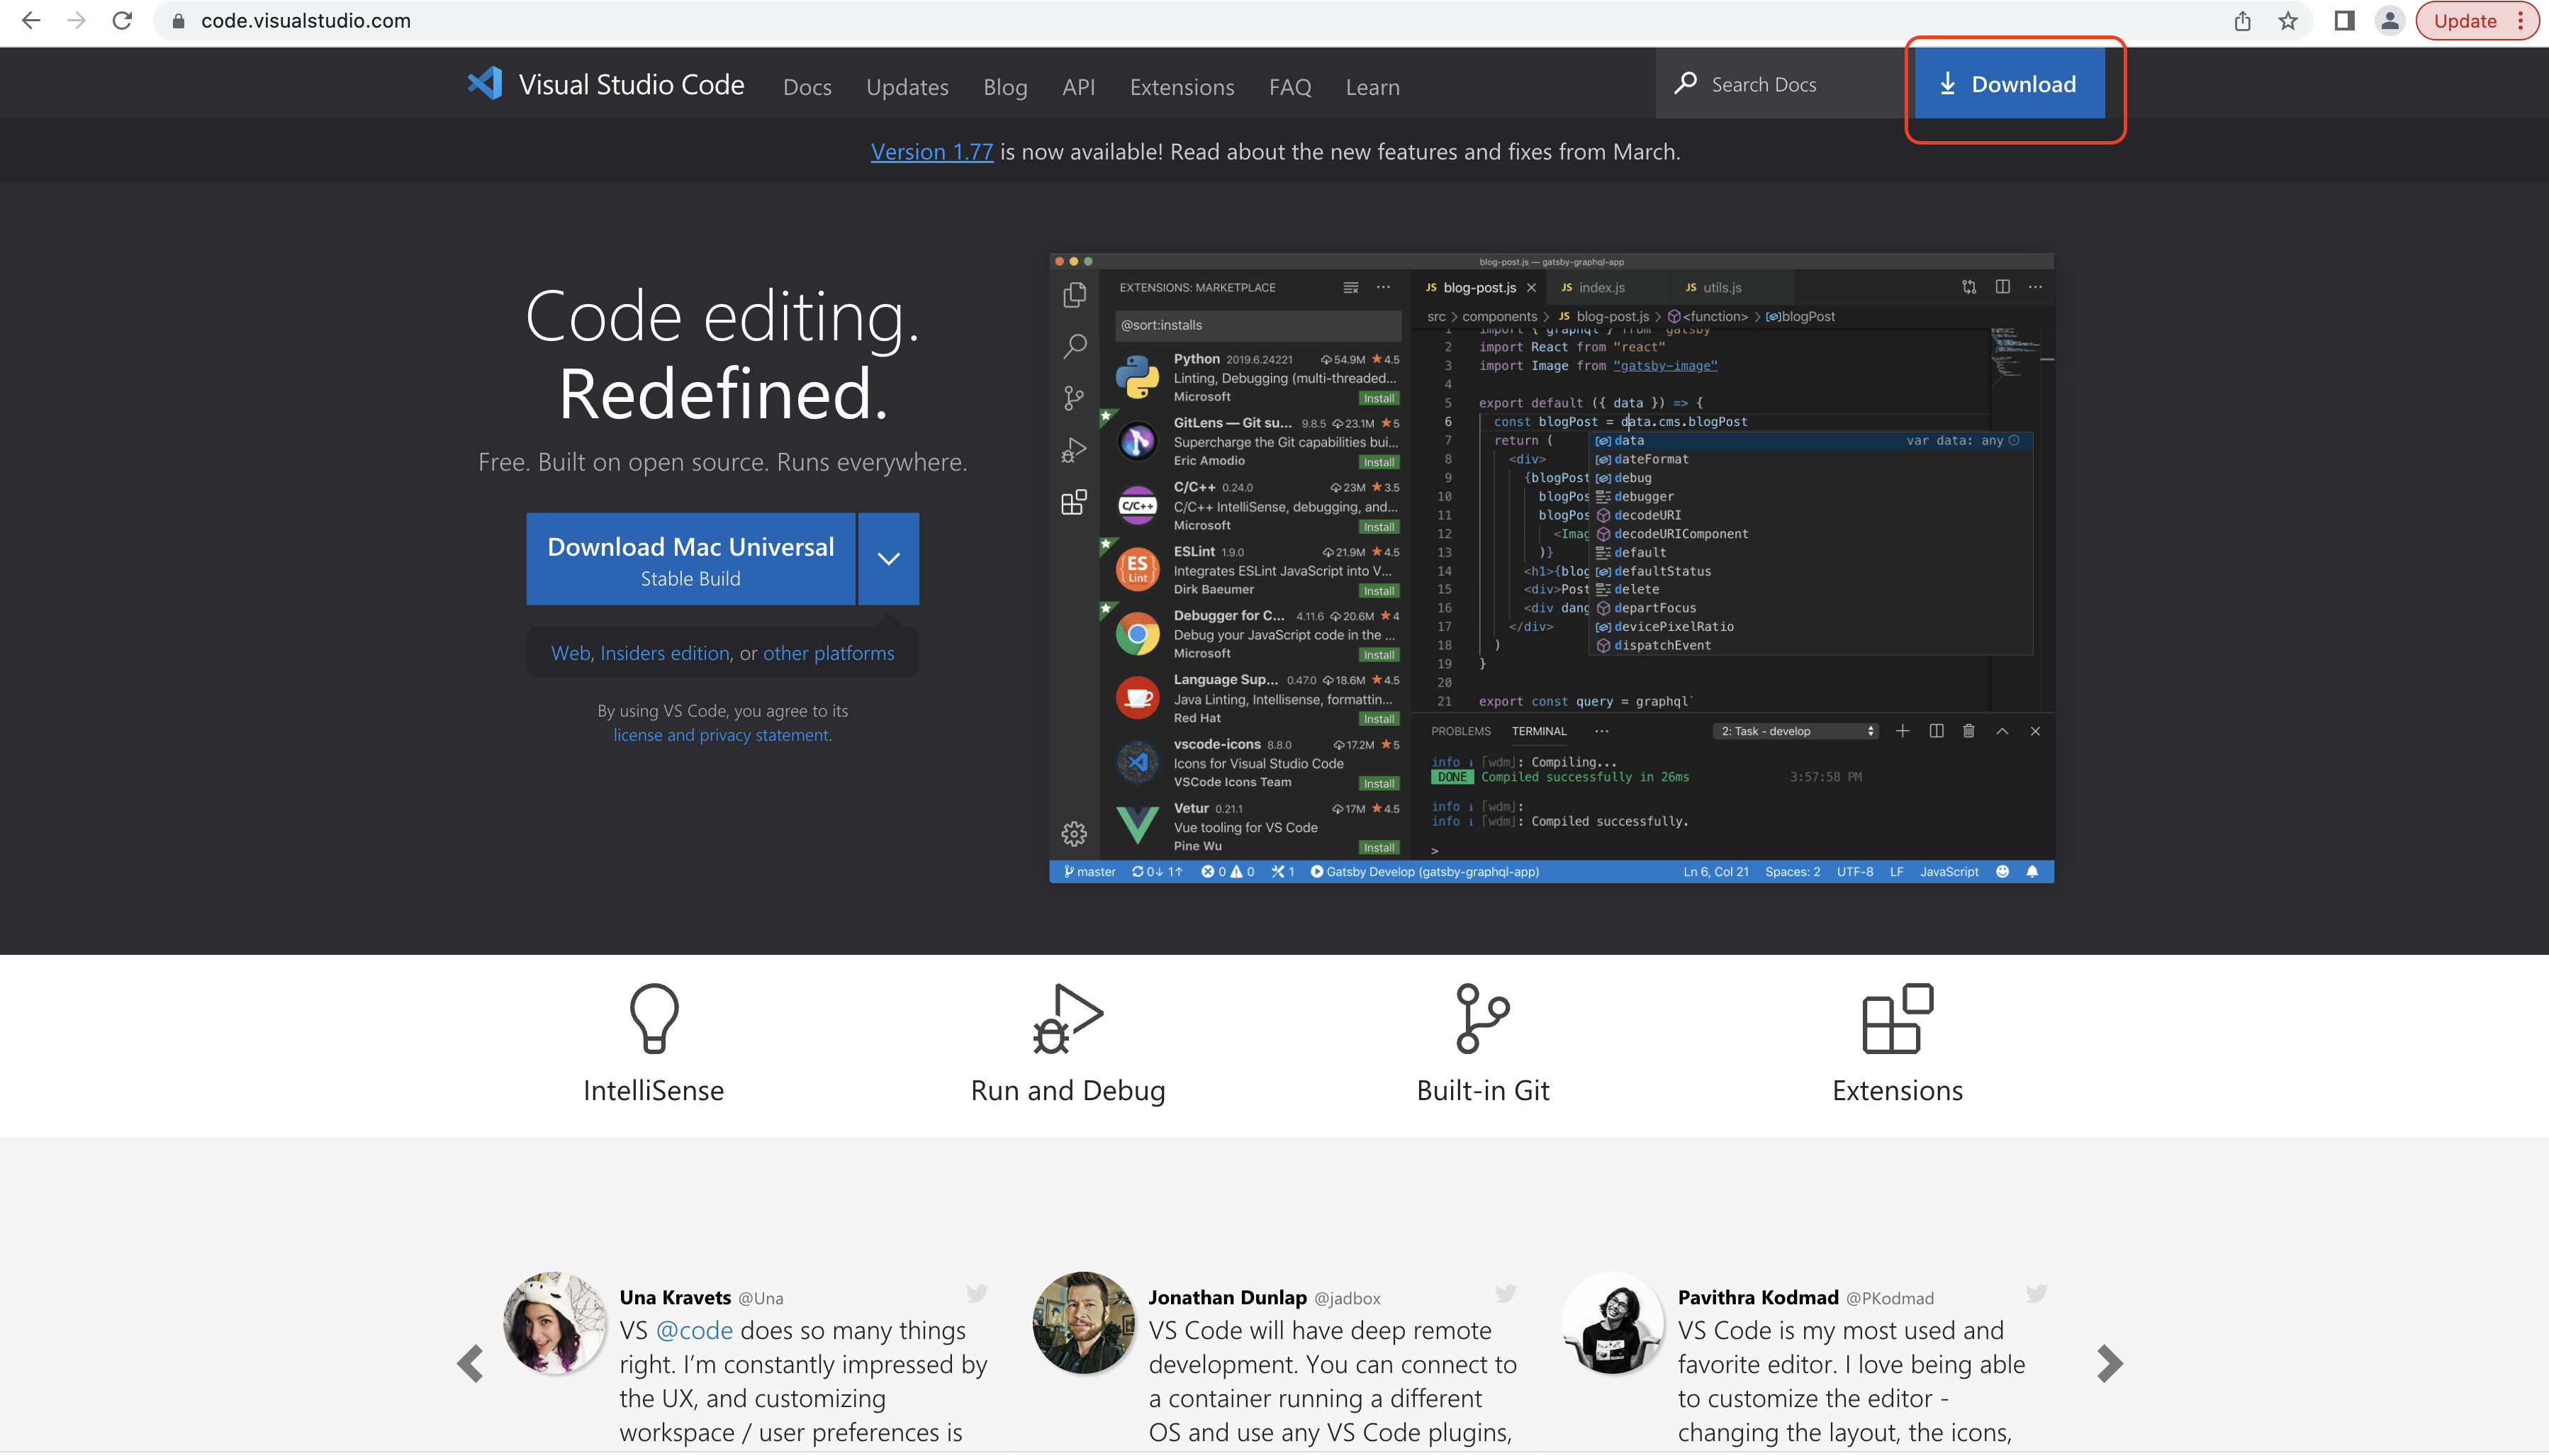 code.visualstudio.com
Update
Visual Studio Code Docs Updates Blog API Extensions FAQ Learn Search Docs Download
Version 1.77 is now available! Read about the new features and fixes from March.
Code editing.
Redefined.
Free. Built on open source. Runs everywhere.
Download Mac Universal
Stable Build
Web, Insiders edition, or other platforms
By using VS Code, you agree to its
license and privacy statement.
blog-post.js — gatsby-graphql-app
EXTENSIONS: MARKETPLACE
@sort:installs
Python 2019.6.24221 54.9M ★4.5
Linting, Debugging (multi-threaded...
Microsoft Install
GitLens — Git su... 9.8.5 23.1M ★5
Supercharge the Git capabilities bui...
Eric Amodio Install
C/C++
C/C++ 0.24.0 23M ★3.5
C/C++ IntelliSense, debugging, and...
Microsoft Install
ES
Lint
ESLint 1.9.0 21.9M ★4.5
Integrates ESLint JavaScript into V...
Dirk Baeumer Install
Debugger for C... 4.11.6 20.6M ★4
Debug your JavaScript code in the ...
Microsoft Install
Language Sup... 0.47.0 18.6M ★4.5
Java Linting, Intellisense, formattin...
Red Hat Install
vscode-icons 8.8.0 17.2M ★5
Icons for Visual Studio Code
VSCode Icons Team Install
Vetur 0.21.1 17M ★4.5
Vue tooling for VS Code
Pine Wu Install
JS blog-post.js JS index.js JS utils.js
src > components > JS blog-post.js > <function> > blogPost
1 import { graphql } from "gatsby"
2 import React from "react"
3 import Image from "gatsby-image"
4
5 export default ({ data }) => {
6 const blogPost = data.cms.blogPost
7 return (
8 <div>
9 {blogPost
10 blogPos
11 blogPos
12 <Imag
13 )}
14 <h1>{blog
15 <div>Post
16 <div dang
17 </div>
18 )
19 }
20
21 export const query = graphql`
data var data: any
dateFormat
debug
debugger
decodeURI
decodeURIComponent
default
defaultStatus
delete
departFocus
devicePixelRatio
dispatchEvent
PROBLEMS TERMINAL ··· 2: Task - develop
info i ｢wdm｣: Compiling...
DONE Compiled successfully in 26ms 3:57:58 PM
info i ｢wdm｣:
info i ｢wdm｣: Compiled successfully.
>
master 0↓ 1↑ 0 0 1 Gatsby Develop (gatsby-graphql-app) Ln 6, Col 21 Spaces: 2 UTF-8 LF JavaScript
IntelliSense
Run and Debug
Built-in Git
Extensions
Una Kravets @Una
VS @code does so many things
right. I’m constantly impressed by
the UX, and customizing
workspace / user preferences is
Jonathan Dunlap @jadbox
VS Code will have deep remote
development. You can connect to
a container running a different
OS and use any VS Code plugins,
Pavithra Kodmad @PKodmad
VS Code is my most used and
favorite editor. I love being able
to customize the editor -
changing the layout, the icons,